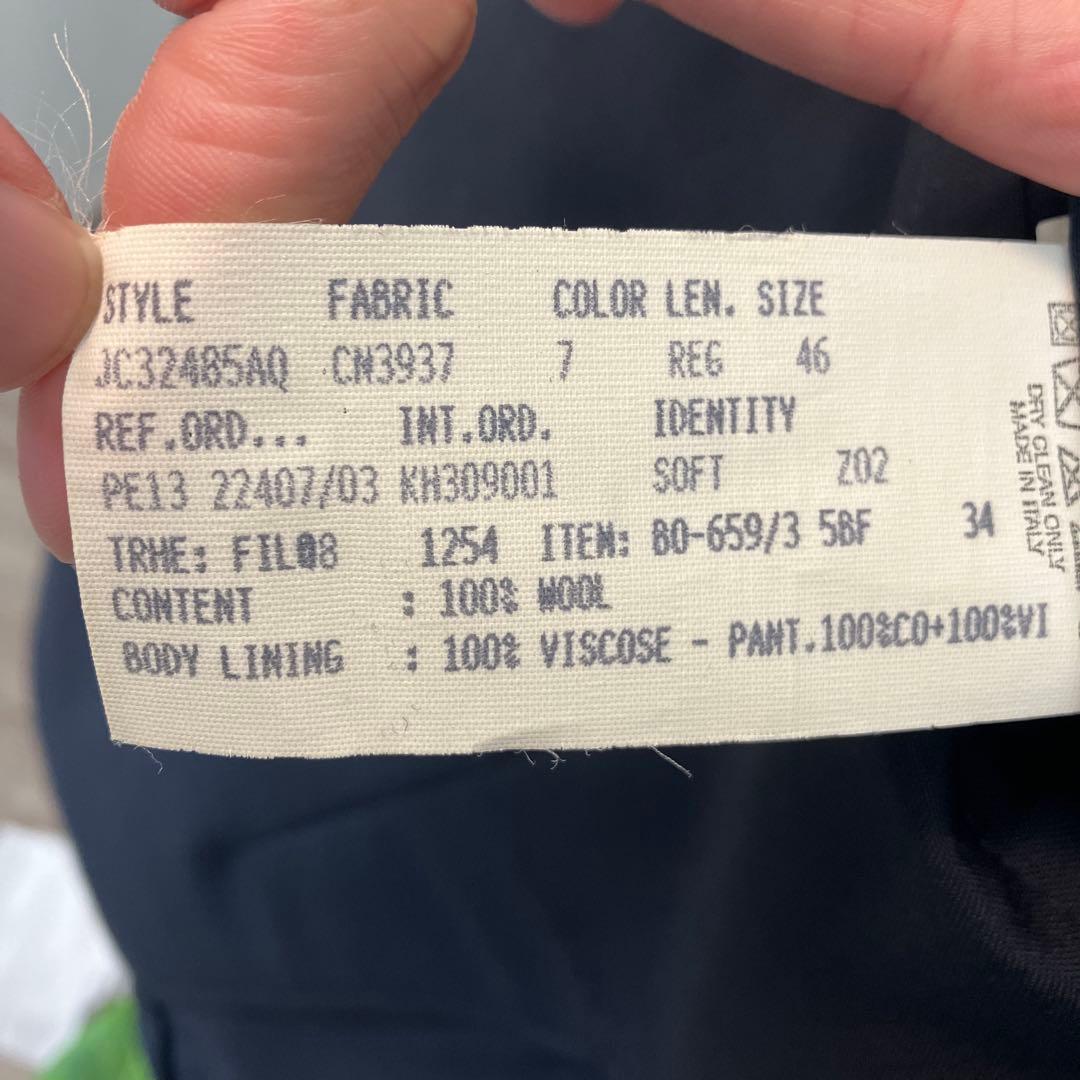 STYLE FABRIC COLOR LEN. SIZE
JC32485AQ CN3937 7 REG 46
REF.ORD... INT.ORD. IDENTITY
PE13 22407/03 KH309001 SOFT Z02
TRHE: FIL08 1254 ITEM: BO-659/3 5BF 34
CONTENT : 100% WOOL
BODY LINING : 100% VISCOSE - PANT.100%CO+100%VI
DRY CLEAN ONLY
MADE IN ITALY